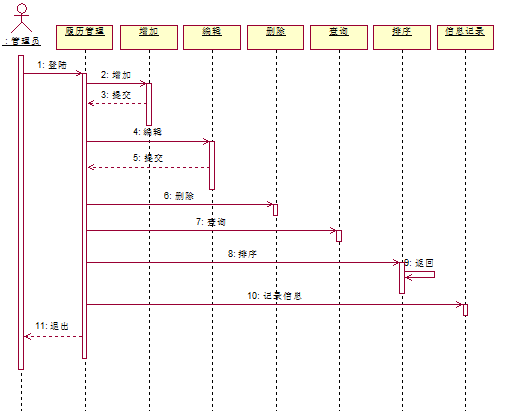 : 管理员
履历管理
增加
编辑
删除
查询
排序
信息记录
1: 登陆
2: 增加
3: 提交
4: 编辑
5: 提交
6: 删除
7: 查询
8: 排序
9: 返回
10: 记录信息
11: 退出